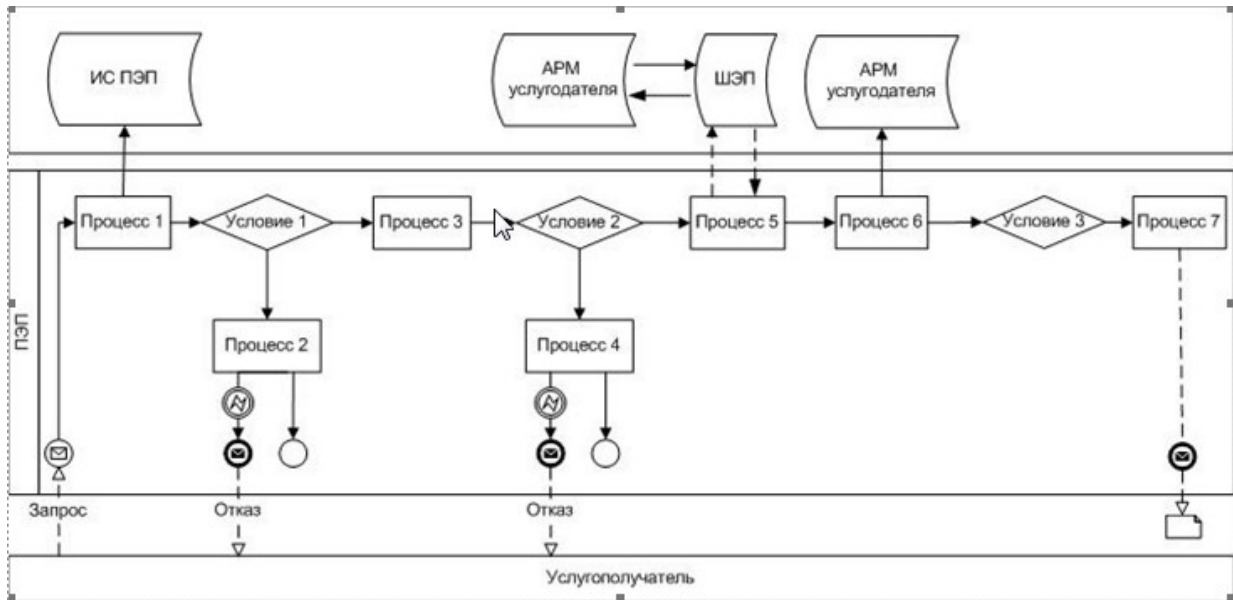 ИС ПЭП
АРМ
услугодателя
ШЭП
АРМ
услугодателя
Процесс 1
Условие 1
Процесс 3
Условие 2
Процесс 5
Процесс 6
Условие 3
Процесс 7
ПЭП
Процесс 2
Процесс 4
Запрос
Отказ
Отказ
Услугополучатель